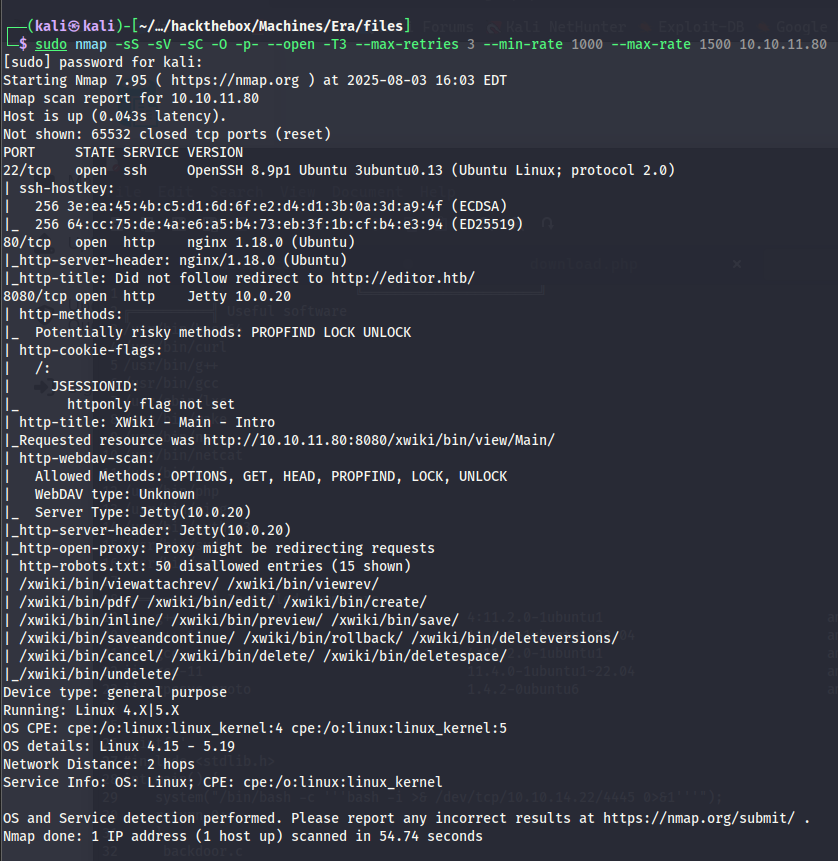 ┌──(kali㉿kali)-[~/…/hackthebox/Machines/Era/files]
└─$ sudo nmap -sS -sV -sC -O -p- --open -T3 --max-retries 3 --min-rate 1000 --max-rate 1500 10.10.11.80
[sudo] password for kali:
Starting Nmap 7.95 ( https://nmap.org ) at 2025-08-03 16:03 EDT
Nmap scan report for 10.10.11.80
Host is up (0.043s latency).
Not shown: 65532 closed tcp ports (reset)
PORT     STATE SERVICE VERSION
22/tcp   open  ssh     OpenSSH 8.9p1 Ubuntu 3ubuntu0.13 (Ubuntu Linux; protocol 2.0)
| ssh-hostkey:
|   256 3e:ea:45:4b:c5:d1:6d:6f:e2:d4:d1:3b:0a:3d:a9:4f (ECDSA)
|_  256 64:cc:75:de:4a:e6:a5:b4:73:eb:3f:1b:cf:b4:e3:94 (ED25519)
80/tcp   open  http    nginx 1.18.0 (Ubuntu)
|_http-server-header: nginx/1.18.0 (Ubuntu)
|_http-title: Did not follow redirect to http://editor.htb/
8080/tcp open  http    Jetty 10.0.20
| http-methods:
|_  Potentially risky methods: PROPFIND LOCK UNLOCK
| http-cookie-flags:
|   /:
|     JSESSIONID:
|_      httponly flag not set
| http-title: XWiki - Main - Intro
|_Requested resource was http://10.10.11.80:8080/xwiki/bin/view/Main/
| http-webdav-scan:
|   Allowed Methods: OPTIONS, GET, HEAD, PROPFIND, LOCK, UNLOCK
|   WebDAV type: Unknown
|_  Server Type: Jetty(10.0.20)
|_http-server-header: Jetty(10.0.20)
|_http-open-proxy: Proxy might be redirecting requests
| http-robots.txt: 50 disallowed entries (15 shown)
| /xwiki/bin/viewattachrev/ /xwiki/bin/viewrev/
| /xwiki/bin/pdf/ /xwiki/bin/edit/ /xwiki/bin/create/
| /xwiki/bin/inline/ /xwiki/bin/preview/ /xwiki/bin/save/
| /xwiki/bin/saveandcontinue/ /xwiki/bin/rollback/ /xwiki/bin/deleteversions/
| /xwiki/bin/cancel/ /xwiki/bin/delete/ /xwiki/bin/deletespace/
|_/xwiki/bin/undelete/
Device type: general purpose
Running: Linux 4.X|5.X
OS CPE: cpe:/o:linux:linux_kernel:4 cpe:/o:linux:linux_kernel:5
OS details: Linux 4.15 - 5.19
Network Distance: 2 hops
Service Info: OS: Linux; CPE: cpe:/o:linux:linux_kernel

OS and Service detection performed. Please report any incorrect results at https://nmap.org/submit/ .
Nmap done: 1 IP address (1 host up) scanned in 54.74 seconds